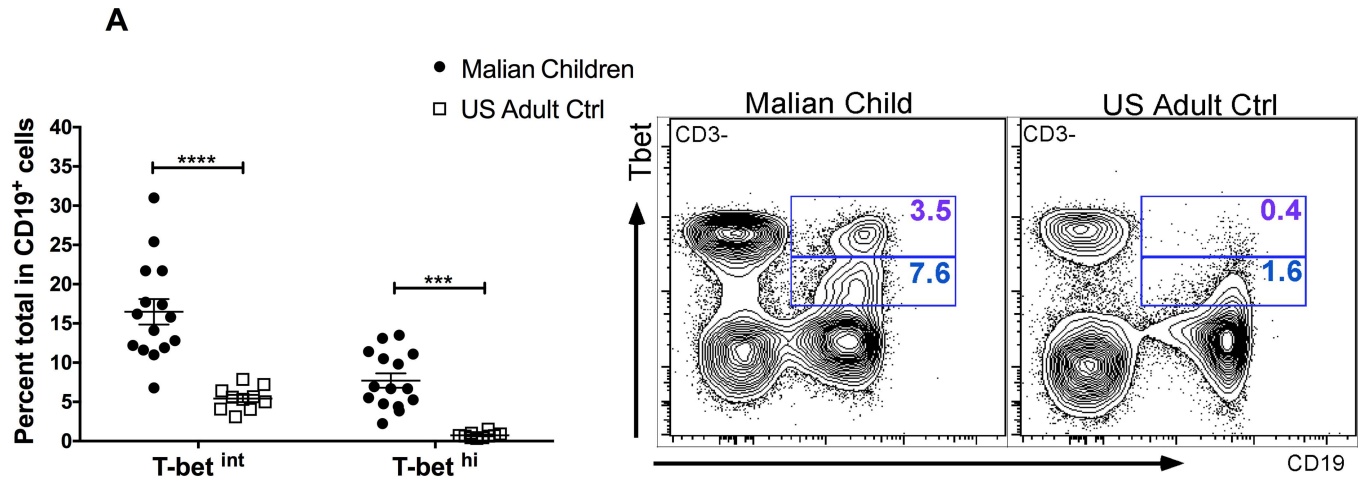 A
Malian Children
US Adult Ctrl
Percent total in CD19+ cells
40
35
30
25
20
15
10
5
0
****
***
T-bet int
T-bet hi
Malian Child
US Adult Ctrl
Tbet
CD3-
3.5
7.6
CD3-
0.4
1.6
CD19